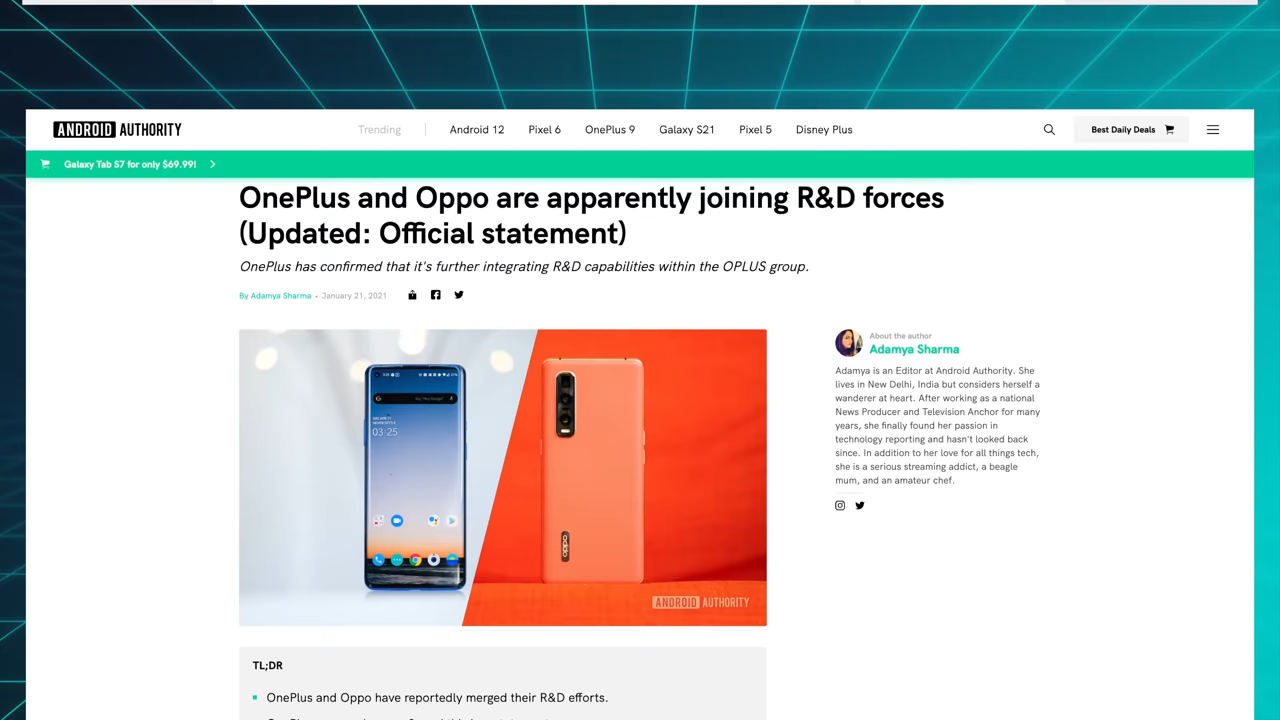 ANDROID AUTHORITY
Trending
Android 12
Pixel 6
OnePlus 9
Galaxy S21
Pixel 5
Disney Plus
Best Daily Deals
Galaxy Tab S7 for only $69.99!
OnePlus and Oppo are apparently joining R&D forces
(Updated: Official statement)
OnePlus has confirmed that it's further integrating R&D capabilities within the OPLUS group.
By Adamya Sharma • January 21, 2021
03:25
oppo
ANDROID AUTHORITY
About the author
Adamya Sharma
Adamya is an Editor at Android Authority. She
lives in New Delhi, India but considers herself a
wanderer at heart. After working as a national
News Producer and Television Anchor for many
years, she finally found her passion in
technology reporting and hasn't looked back
since. In addition to her love for all things tech,
she is a serious streaming addict, a beagle
mum, and an amateur chef.
TL;DR
OnePlus and Oppo have reportedly merged their R&D efforts.